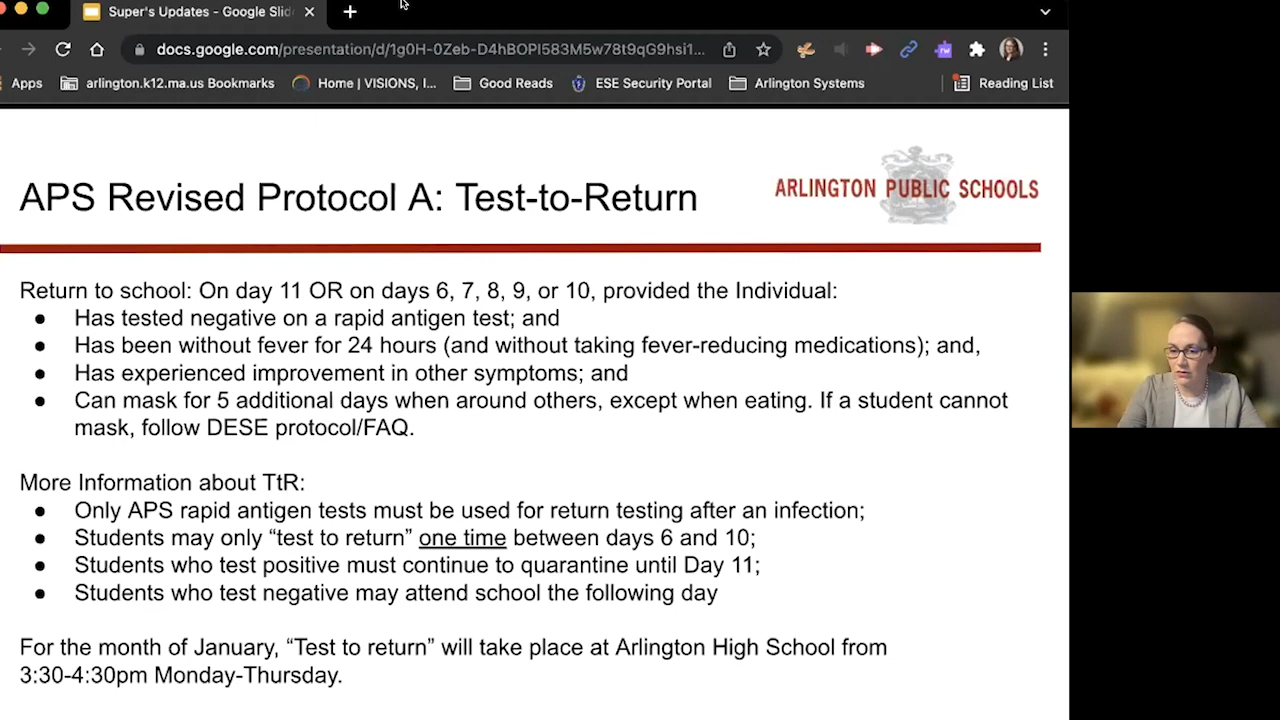 Super's Updates - Google Slid
docs.google.com/presentation/d/1g0H-0Zeb-D4hBOPl583M5w78t9qG9hsi1...
Apps
arlington.k12.ma.us Bookmarks
Home | VISIONS, I...
Good Reads
ESE Security Portal
Arlington Systems
Reading List
APS Revised Protocol A: Test-to-Return
ARLINGTON PUBLIC SCHOOLS
Return to school: On day 11 OR on days 6, 7, 8, 9, or 10, provided the Individual:
● Has tested negative on a rapid antigen test; and
● Has been without fever for 24 hours (and without taking fever-reducing medications); and,
● Has experienced improvement in other symptoms; and
● Can mask for 5 additional days when around others, except when eating. If a student cannot
mask, follow DESE protocol/FAQ.
More Information about TtR:
● Only APS rapid antigen tests must be used for return testing after an infection;
● Students may only “test to return” one time between days 6 and 10;
● Students who test positive must continue to quarantine until Day 11;
● Students who test negative may attend school the following day
For the month of January, “Test to return” will take place at Arlington High School from
3:30-4:30pm Monday-Thursday.